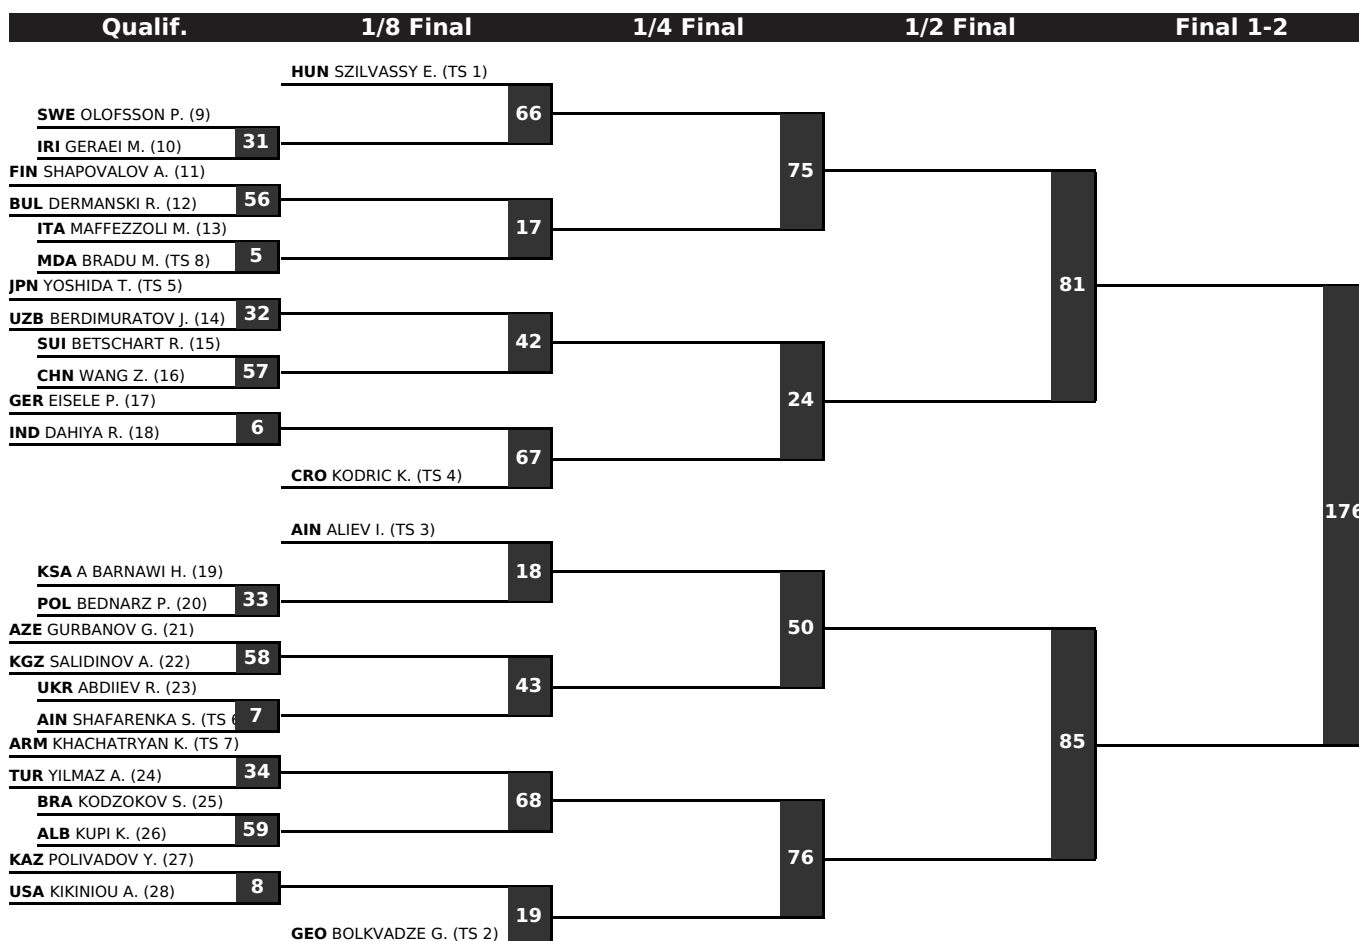 Qualif. 1/8 Final 1/4 Final 1/2 Final Final 1-2
HUN SZILVASSY E. (TS 1)
66
SWE OLOFSSON P. (9)
31
IRI GERAEI M. (10)
FIN SHAPOVALOV A. (11)
75
56
BUL DERMANSKI R. (12)
17
ITA MAFFEZZOLI M. (13)
5
MDA BRADU M. (TS 8)
JPN YOSHIDA T. (TS 5)
81
32
UZB BERDIMURATOV J. (14)
42
SUI BETSCHART R. (15)
57
CHN WANG Z. (16)
GER EISELE P. (17)
24
6
IND DAHIYA R. (18)
67
CRO KODRIC K. (TS 4)
176
AIN ALIEV I. (TS 3)
18
KSA A BARNAWI H. (19)
33
POL BEDNARZ P. (20)
AZE GURBANOV G. (21)
50
58
KGZ SALIDINOV A. (22)
43
UKR ABDIIEV R. (23)
7
AIN SHAFARENKA S. (TS 6
ARM KHACHATRYAN K. (TS 7)
85
34
TUR YILMAZ A. (24)
68
BRA KODZOKOV S. (25)
59
ALB KUPI K. (26)
KAZ POLIVADOV Y. (27)
76
8
USA KIKINIOU A. (28)
19
GEO BOLKVADZE G. (TS 2)